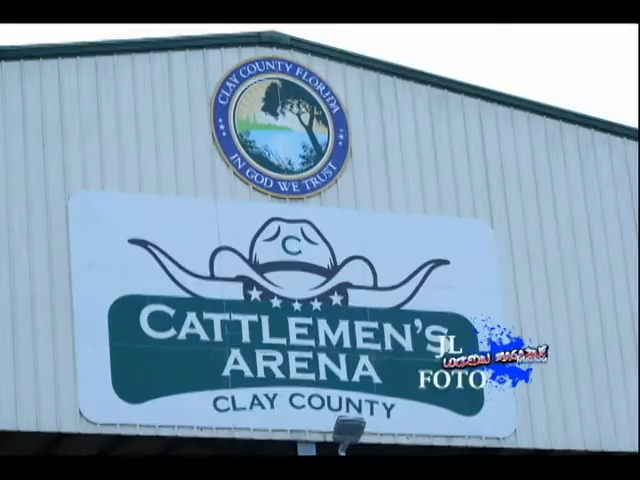 CLAY COUNTY FLORIDA
IN GOD WE TRUST
C
CATTLEMEN'S
ARENA
CLAY COUNTY
JL
FOTO